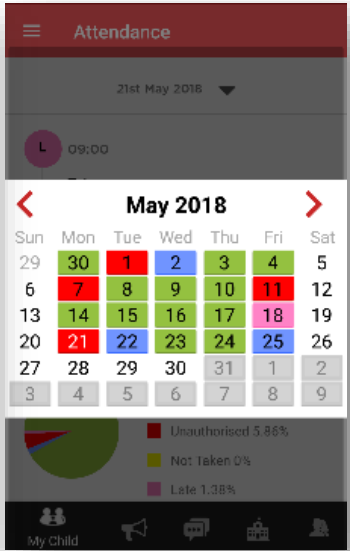 Attendance
21st May 2018
L 09:00
May 2018
Sun Mon Tue Wed Thu Fri Sat
29 30 1 2 3 4 5
6 7 8 9 10 11 12
13 14 15 16 17 18 19
20 21 22 23 24 25 26
27 28 29 30 31 1 2
3 4 5 6 7 8 9
Unauthorised 5.86%
Not Taken 0%
Late 1.38%
My Child